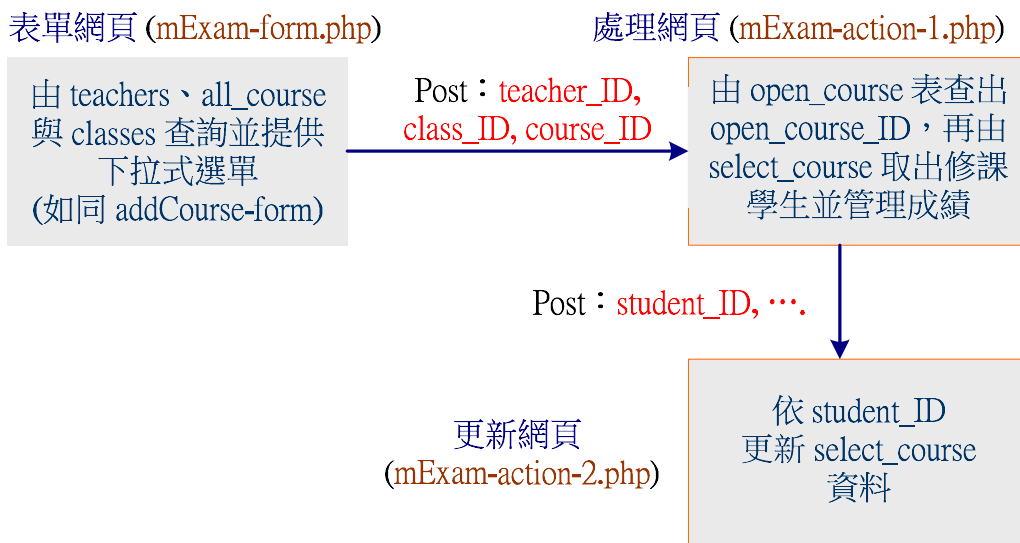 表單網頁 (mExam-form.php)
由 teachers、all_course
與 classes 查詢並提供
下拉式選單
(如同 addCourse-form)
Post：teacher_ID,
class_ID, course_ID
處理網頁 (mExam-action-1.php)
由 open_course 表查出
open_course_ID，再由
select_course 取出修課
學生並管理成績
Post：student_ID, ….
更新網頁
(mExam-action-2.php)
依 student_ID
更新 select_course
資料